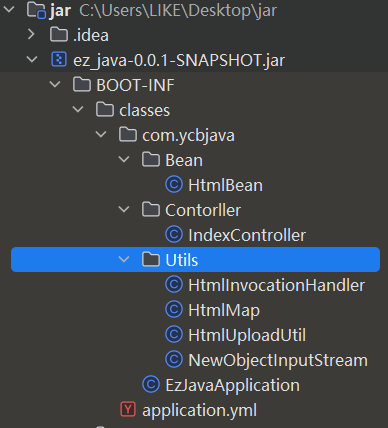 jar C:\Users\LIKE\Desktop\jar
.idea
ez_java-0.0.1-SNAPSHOT.jar
BOOT-INF
classes
com.ycbjava
Bean
HtmlBean
Contorller
IndexController
Utils
HtmlInvocationHandler
HtmlMap
HtmlUploadUtil
NewObjectInputStream
EzJavaApplication
application.yml